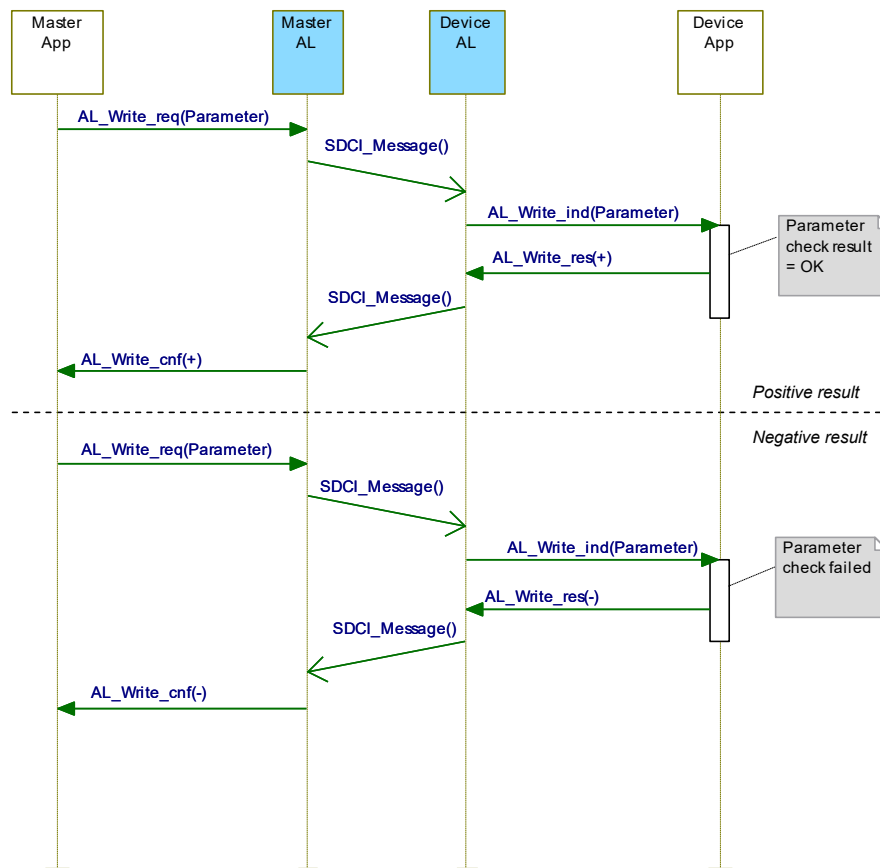 Master
App
Master
AL
Device
AL
Device
App
AL_Write_req(Parameter)
SDCI_Message()
AL_Write_ind(Parameter)
Parameter
check result
= OK
AL_Write_res(+)
SDCI_Message()
AL_Write_cnf(+)
Positive result
Negative result
AL_Write_req(Parameter)
SDCI_Message()
AL_Write_ind(Parameter)
Parameter
check failed
AL_Write_res(-)
SDCI_Message()
AL_Write_cnf(-)